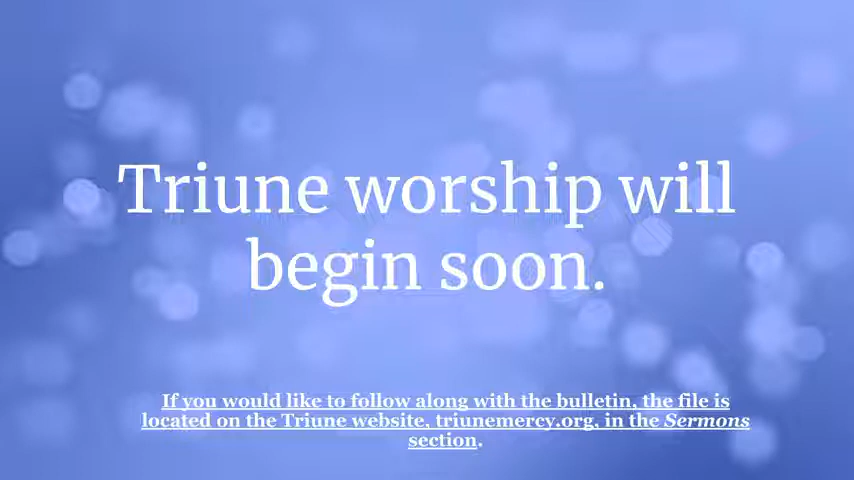 Triune worship will
begin soon.
If you would like to follow along with the bulletin, the file is
located on the Triune website, triunemercy.org, in the Sermons
section.